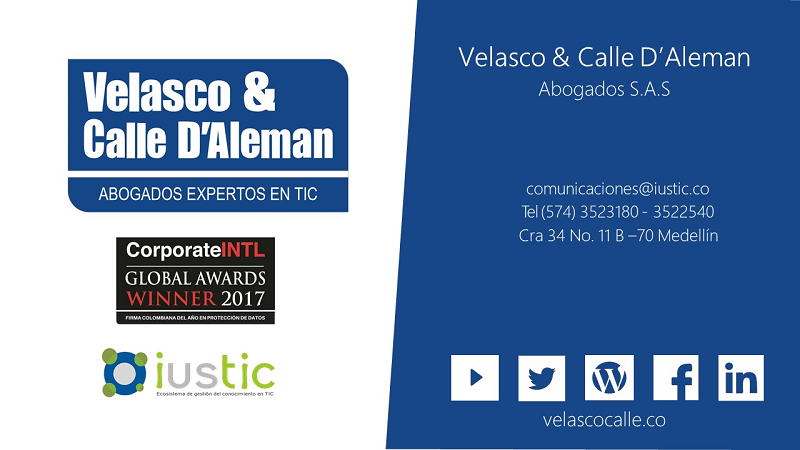 Velasco &
Calle D'Aleman
ABOGADOS EXPERTOS EN TIC
CorporateINTL
GLOBAL AWARDS
WINNER 2017
FIRMA COLOMBIANA DEL AÑO EN PROTECCIÓN DE DATOS
iustic
Ecosistema de gestión del conocimiento en TIC
Velasco & Calle D'Aleman
Abogados S.A.S
comunicaciones@iustic.co
Tel (574) 3523180 - 3522540
Cra 34 No. 11 B –70 Medellín
velascocalle.co